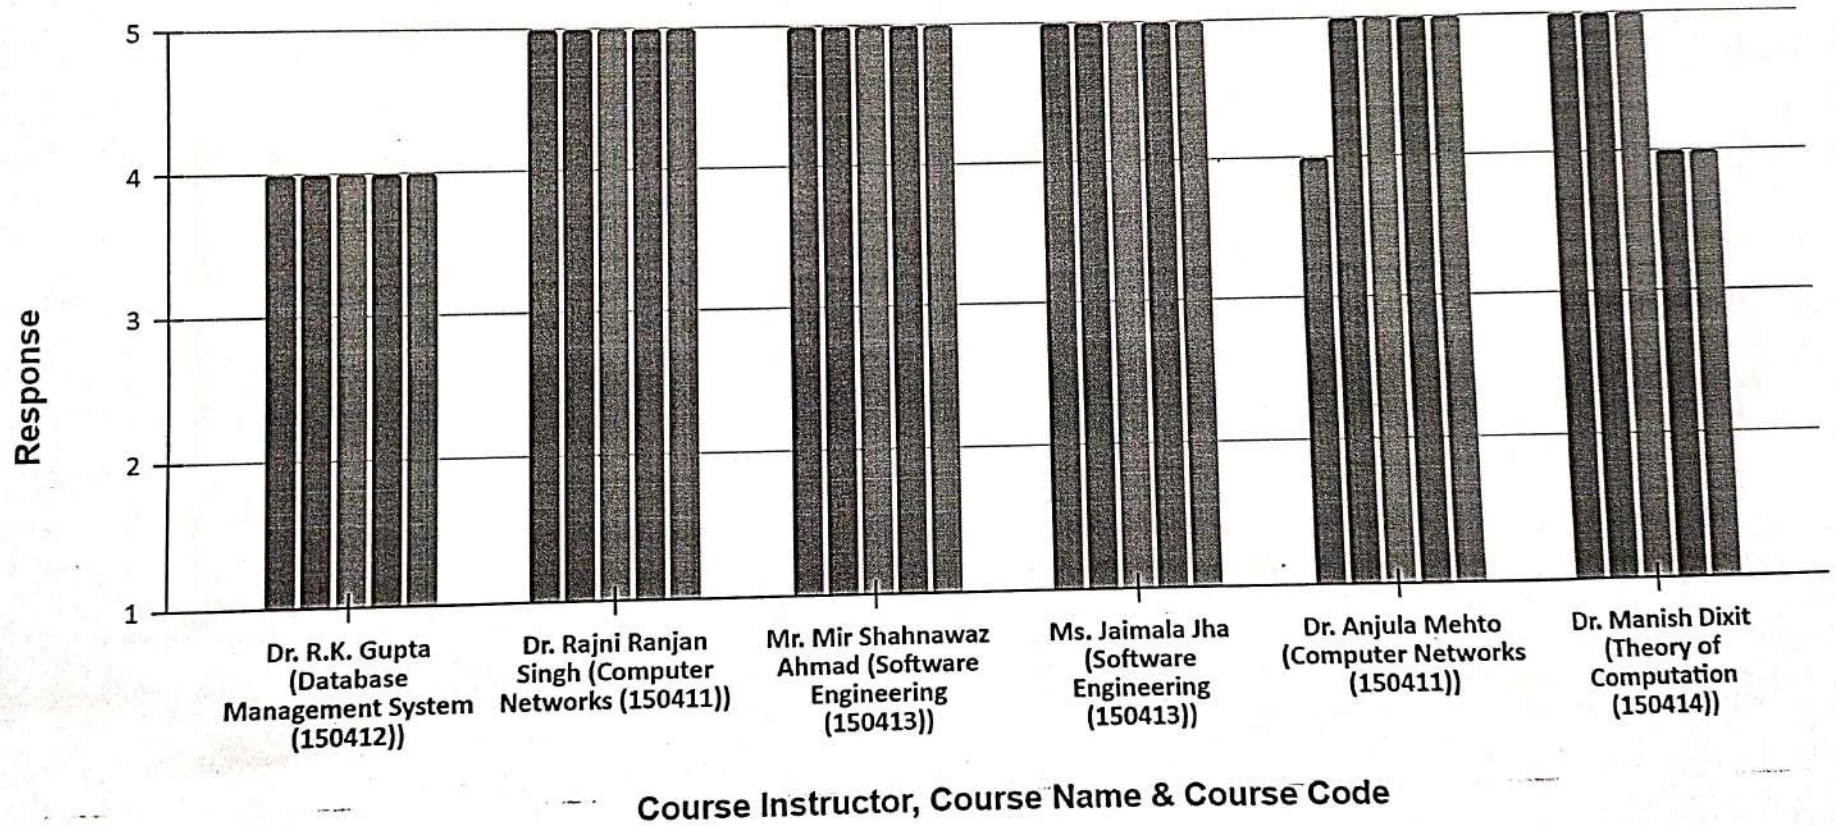 5
4
3
2
1
Response
Dr. R.K. Gupta
(Database
Management System
(150412))
Dr. Rajni Ranjan
Singh (Computer
Networks (150411))
Mr. Mir Shahnawaz
Ahmad (Software
Engineering
(150413))
Ms. Jaimala Jha
(Software
Engineering
(150413))
Dr. Anjula Mehto
(Computer Networks
(150411))
Dr. Manish Dixit
(Theory of
Computation
(150414))
Course Instructor, Course Name & Course Code